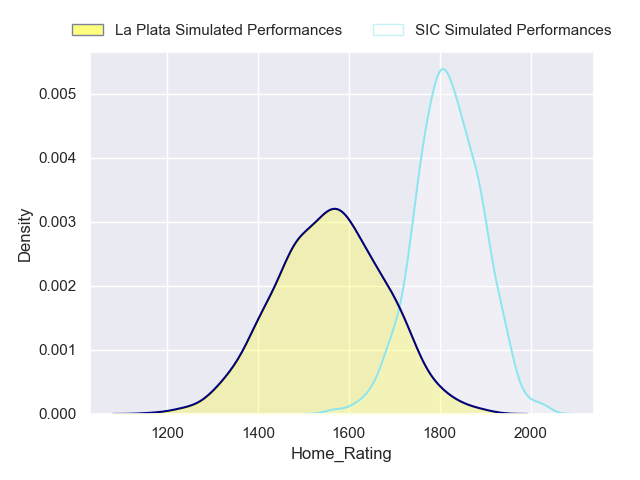 La Plata Simulated Performances SIC Simulated Performances
0.005
0.004
0.003
0.002
0.001
0.000
Density
1200 1400 1600 1800 2000
Home_Rating